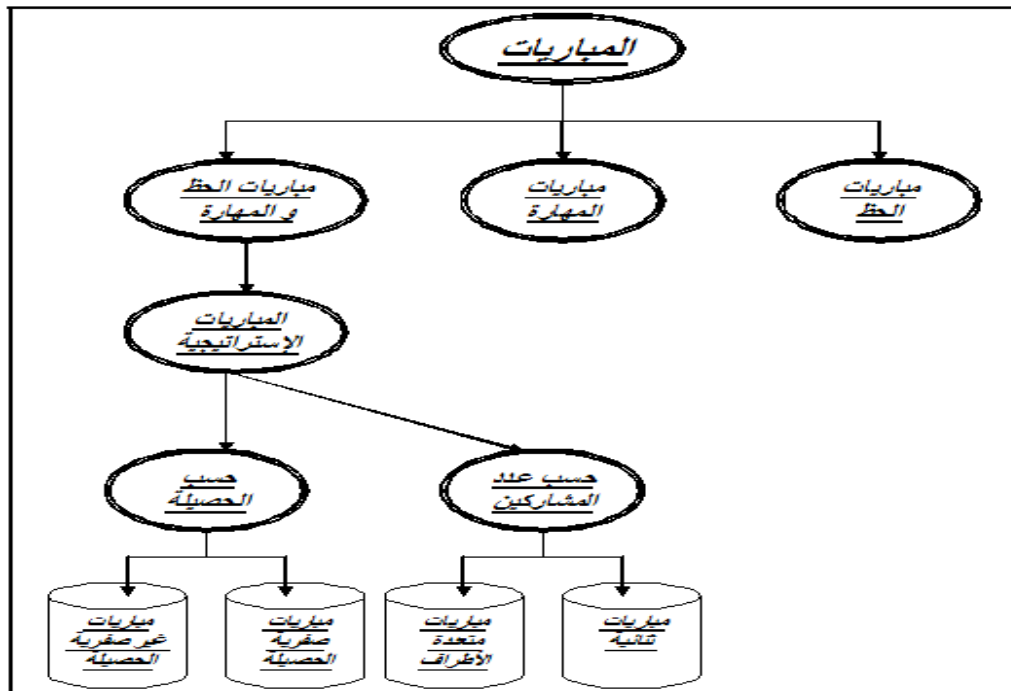 المباريات
مباريات
الحظ
مباريات
المهارة
مباريات الحظ
و المهارة
المباريات
الإستراتيجية
حسب عدد
المشاركين
حسب
الحصيلة
مباريات
ثنائية
مباريات
متعددة
الأطراف
مباريات
صفرية
الحصيلة
مباريات
غير صفرية
الحصيلة